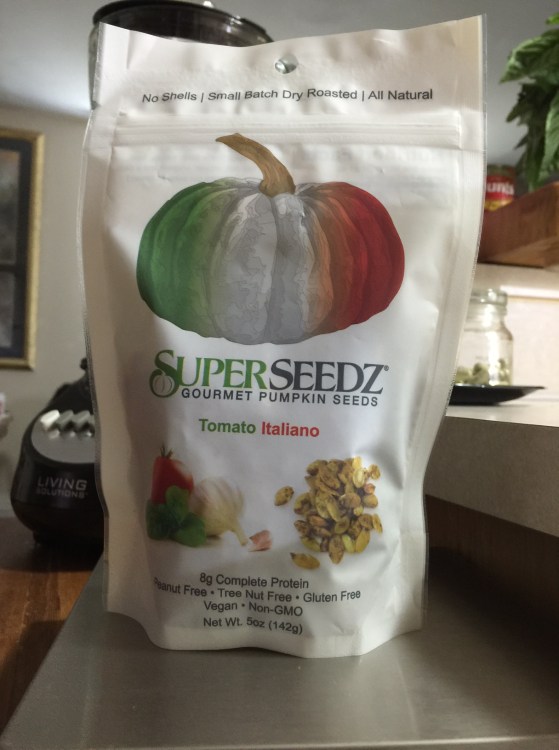 No Shells | Small Batch Dry Roasted | All Natural
SUPERSEEDZ®
GOURMET PUMPKIN SEEDS
Tomato Italiano
8g Complete Protein
Peanut Free • Tree Nut Free • Gluten Free
Vegan • Non-GMO
Net Wt. 5oz (142g)
LIVING
SOLUTIONS